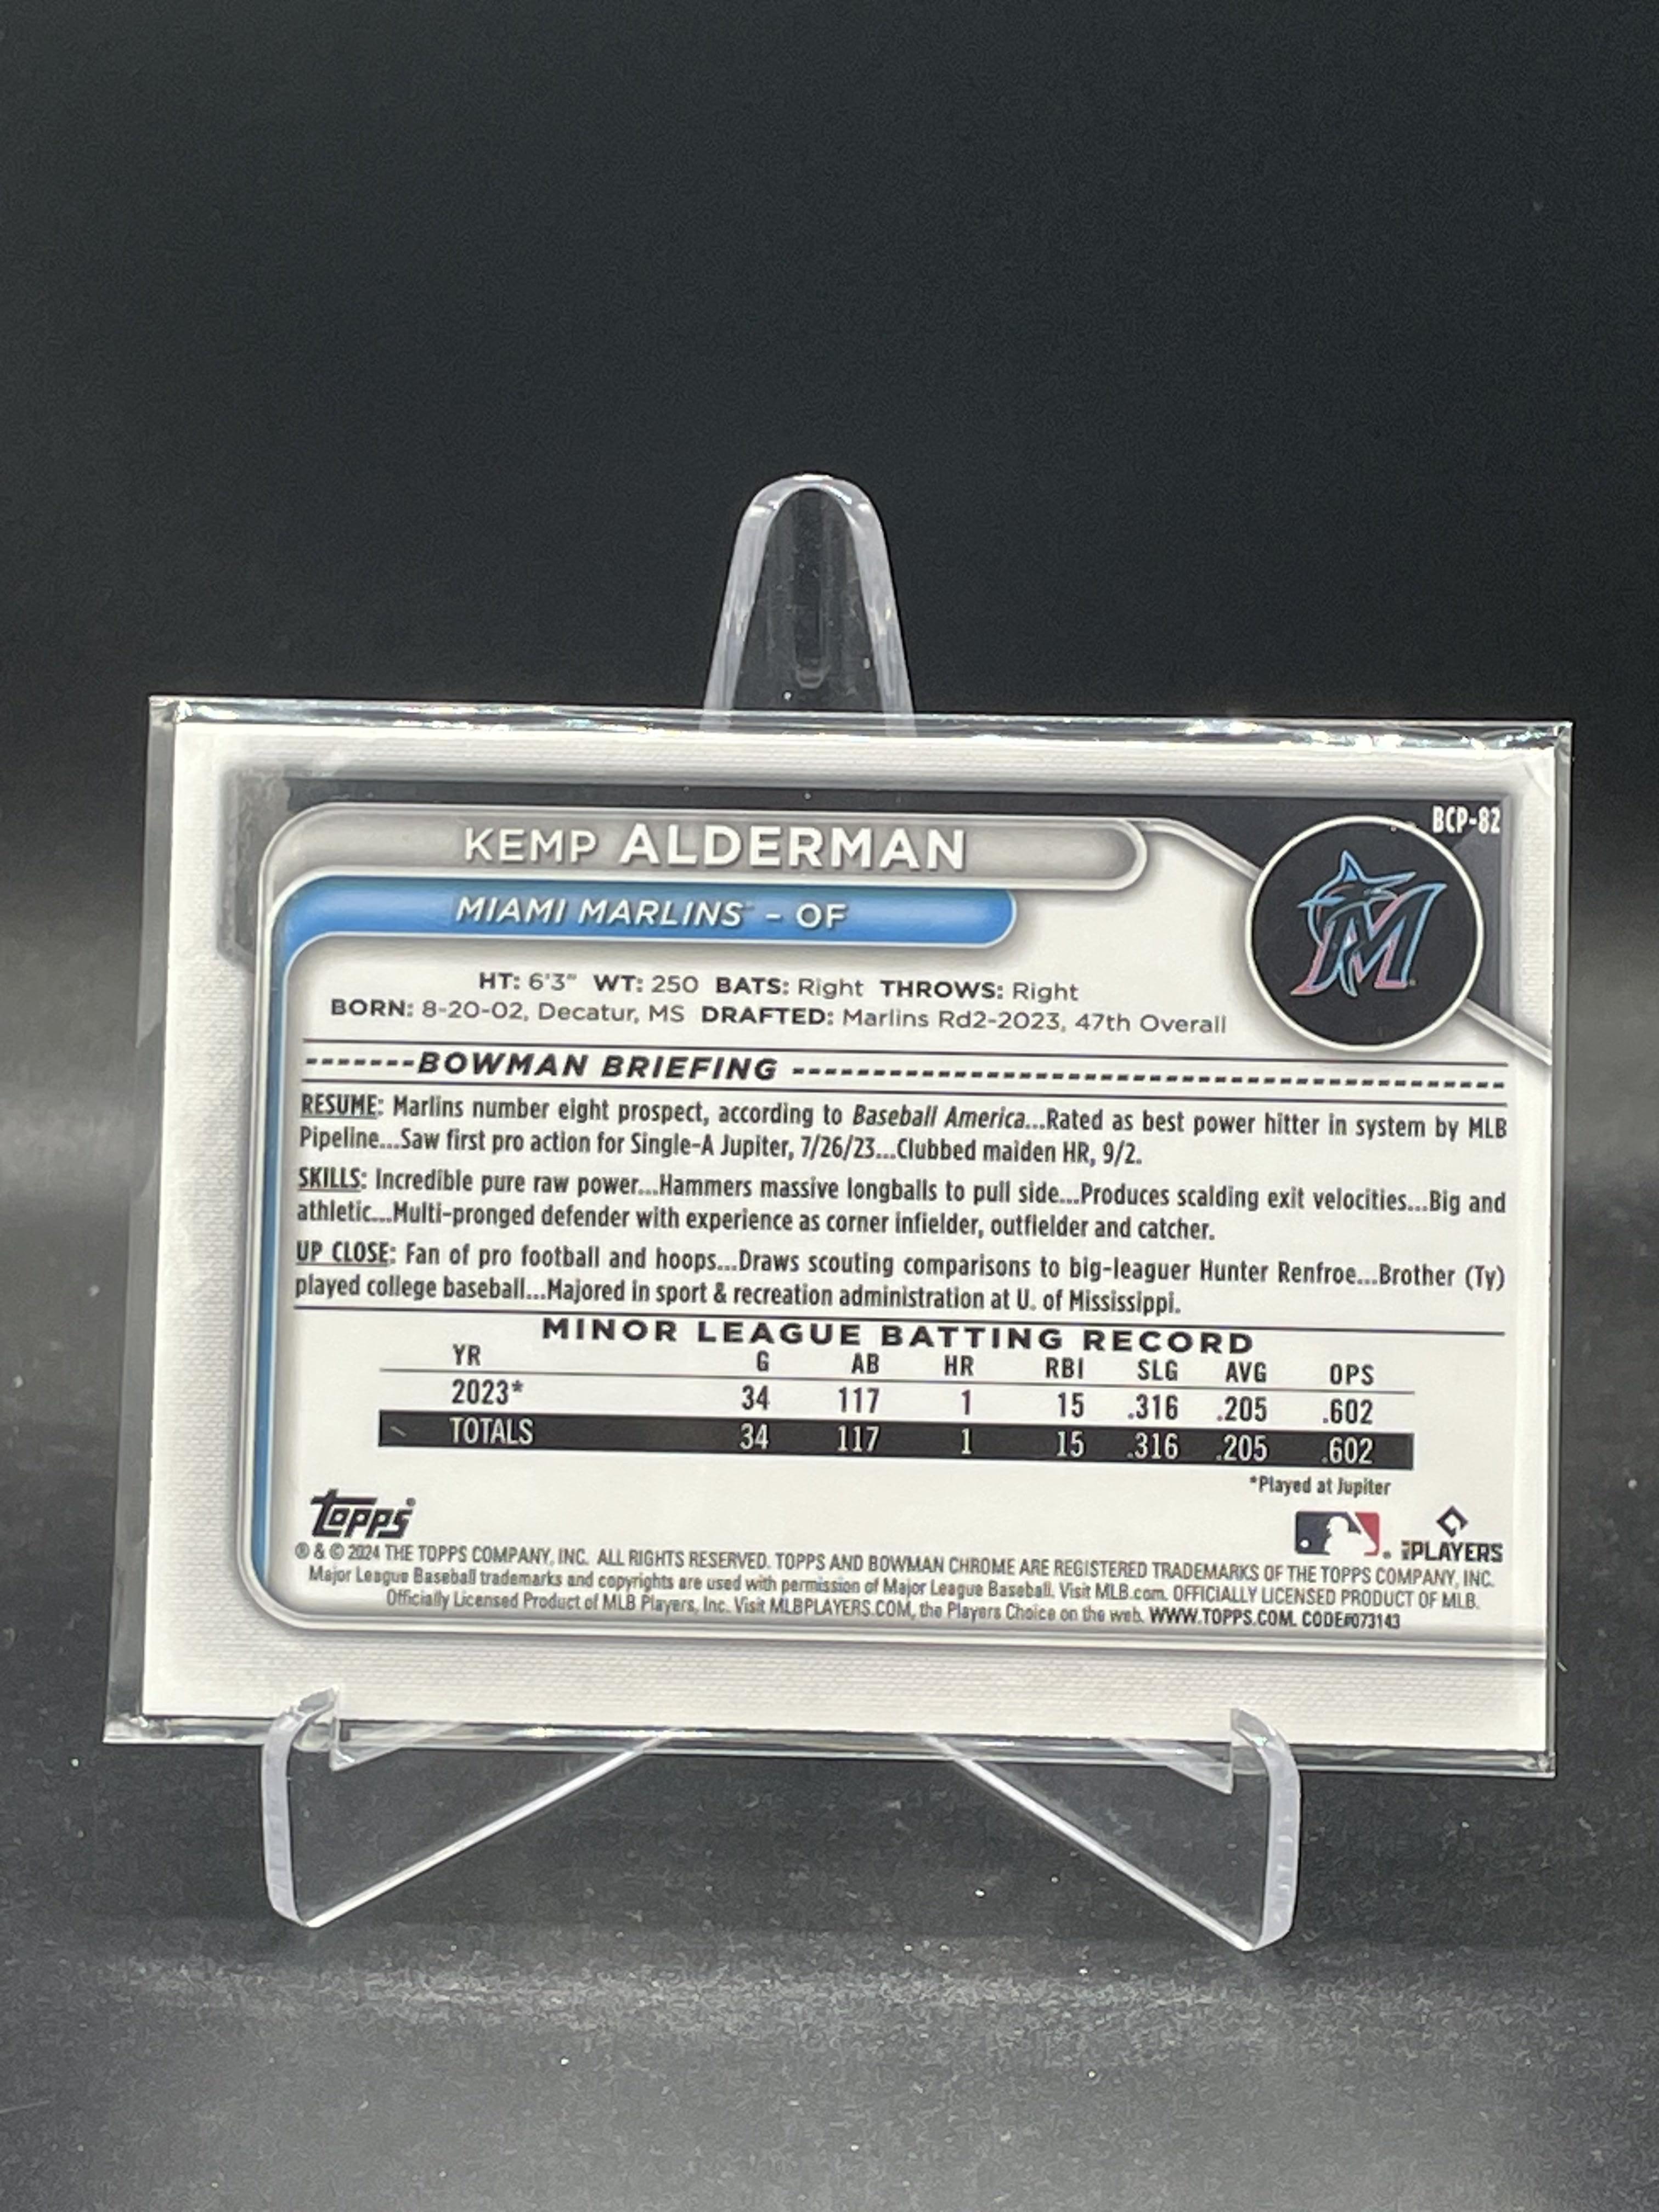 BCP-82
KEMP ALDERMAN
MIAMI MARLINS™ - OF
M
HT: 6'3" WT: 250 BATS: Right THROWS: Right
BORN: 8-20-02, Decatur, MS DRAFTED: Marlins Rd2-2023, 47th Overall
-------BOWMAN BRIEFING ------------------------------------------
RESUME: Marlins number eight prospect, according to Baseball America...Rated as best power hitter in system by MLB
Pipeline...Saw first pro action for Single-A Jupiter, 7/26/23...Clubbed maiden HR, 9/2.
SKILLS: Incredible pure raw power...Hammers massive longballs to pull side...Produces scalding exit velocities...Big and
athletic...Multi-pronged defender with experience as corner infielder, outfielder and catcher.
UP CLOSE: Fan of pro football and hoops...Draws scouting comparisons to big-leaguer Hunter Renfroe...Brother (Ty)
played college baseball...Majored in sport & recreation administration at U. of Mississippi.
MINOR LEAGUE BATTING RECORD
YR G AB HR RBI SLG AVG OPS
2023* 34 117 1 15 .316 .205 .602
TOTALS 34 117 1 15 .316 .205 .602
*Played at Jupiter
Topps®
PLAYERS
® & © 2024 THE TOPPS COMPANY, INC. ALL RIGHTS RESERVED. TOPPS AND BOWMAN CHROME ARE REGISTERED TRADEMARKS OF THE TOPPS COMPANY, INC.
Major League Baseball trademarks and copyrights are used with permission of Major League Baseball. Visit MLB.com. OFFICIALLY LICENSED PRODUCT OF MLB.
Officially Licensed Product of MLB Players, Inc. Visit MLBPLAYERS.COM, the Players Choice on the web. WWW.TOPPS.COM. CODE#073143